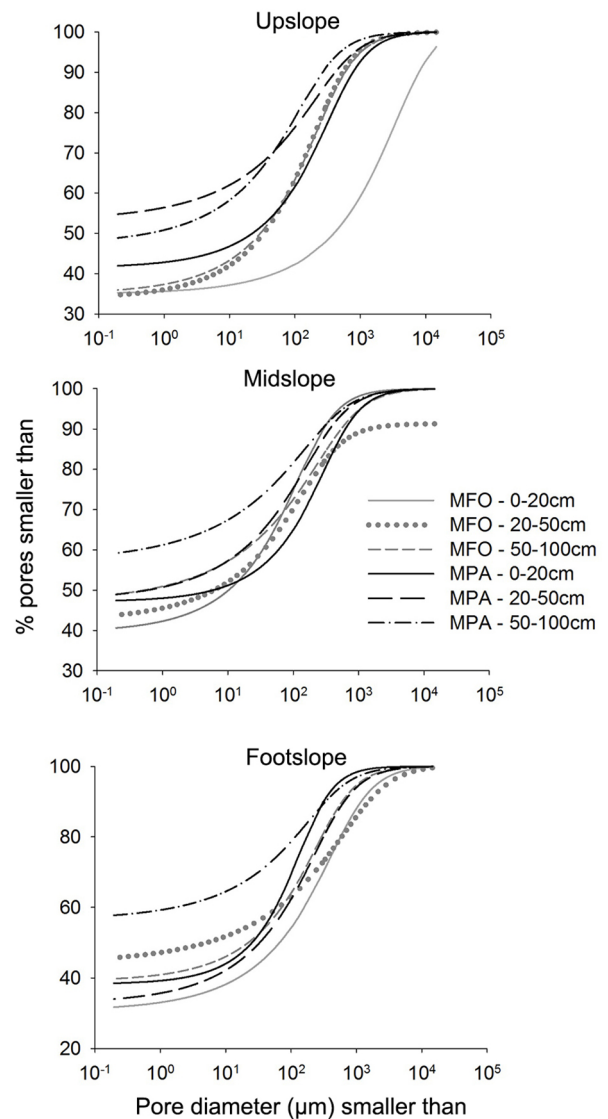 Upslope
100
90
80
70
60
50
40
30
10⁻¹ 10⁰ 10¹ 10² 10³ 10⁴ 10⁵
Midslope
% pores smaller than
100
90
80
70
60
50
40
30
MFO - 0-20cm
MFO - 20-50cm
MFO - 50-100cm
MPA - 0-20cm
MPA - 20-50cm
MPA - 50-100cm
10⁻¹ 10⁰ 10¹ 10² 10³ 10⁴ 10⁵
Footslope
100
80
60
40
20
10⁻¹ 10⁰ 10¹ 10² 10³ 10⁴ 10⁵
Pore diameter (µm) smaller than